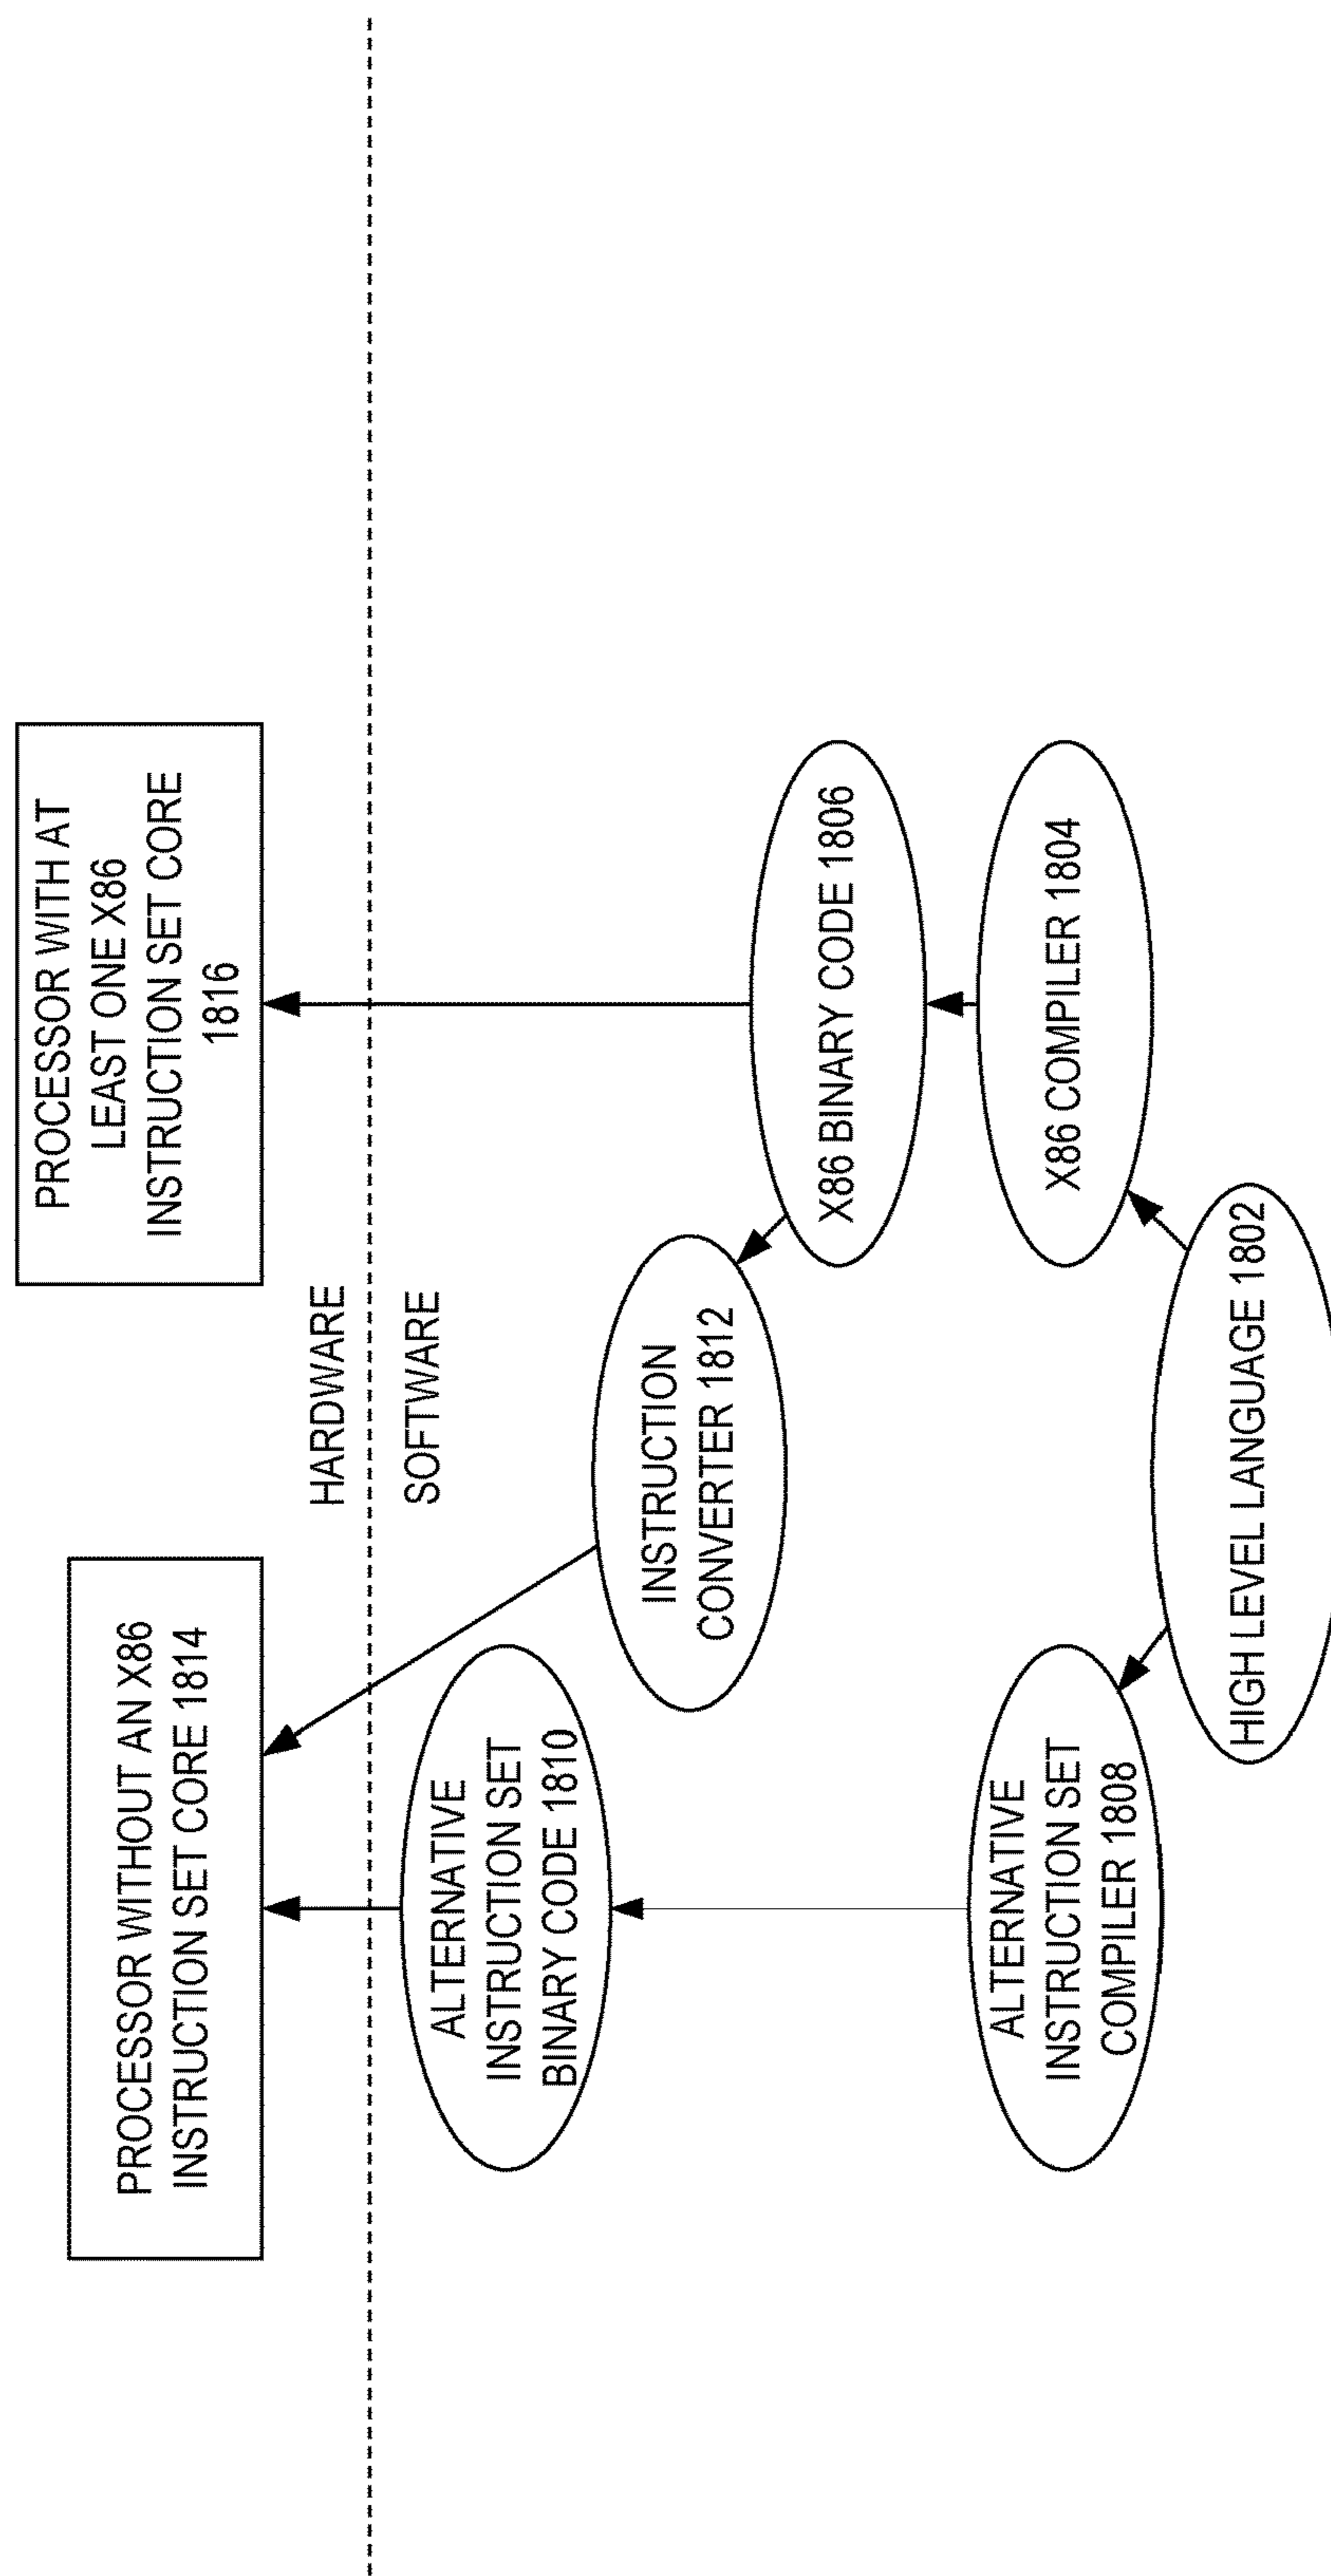 PROCESSOR WITHOUT AN X86
INSTRUCTION SET CORE 1814
PROCESSOR WITH AT
LEAST ONE X86
INSTRUCTION SET CORE
1816
HARDWARE
SOFTWARE
ALTERNATIVE
INSTRUCTION SET
BINARY CODE 1810
INSTRUCTION
CONVERTER 1812
X86 BINARY CODE 1806
ALTERNATIVE
INSTRUCTION SET
COMPILER 1808
X86 COMPILER 1804
HIGH LEVEL LANGUAGE 1802